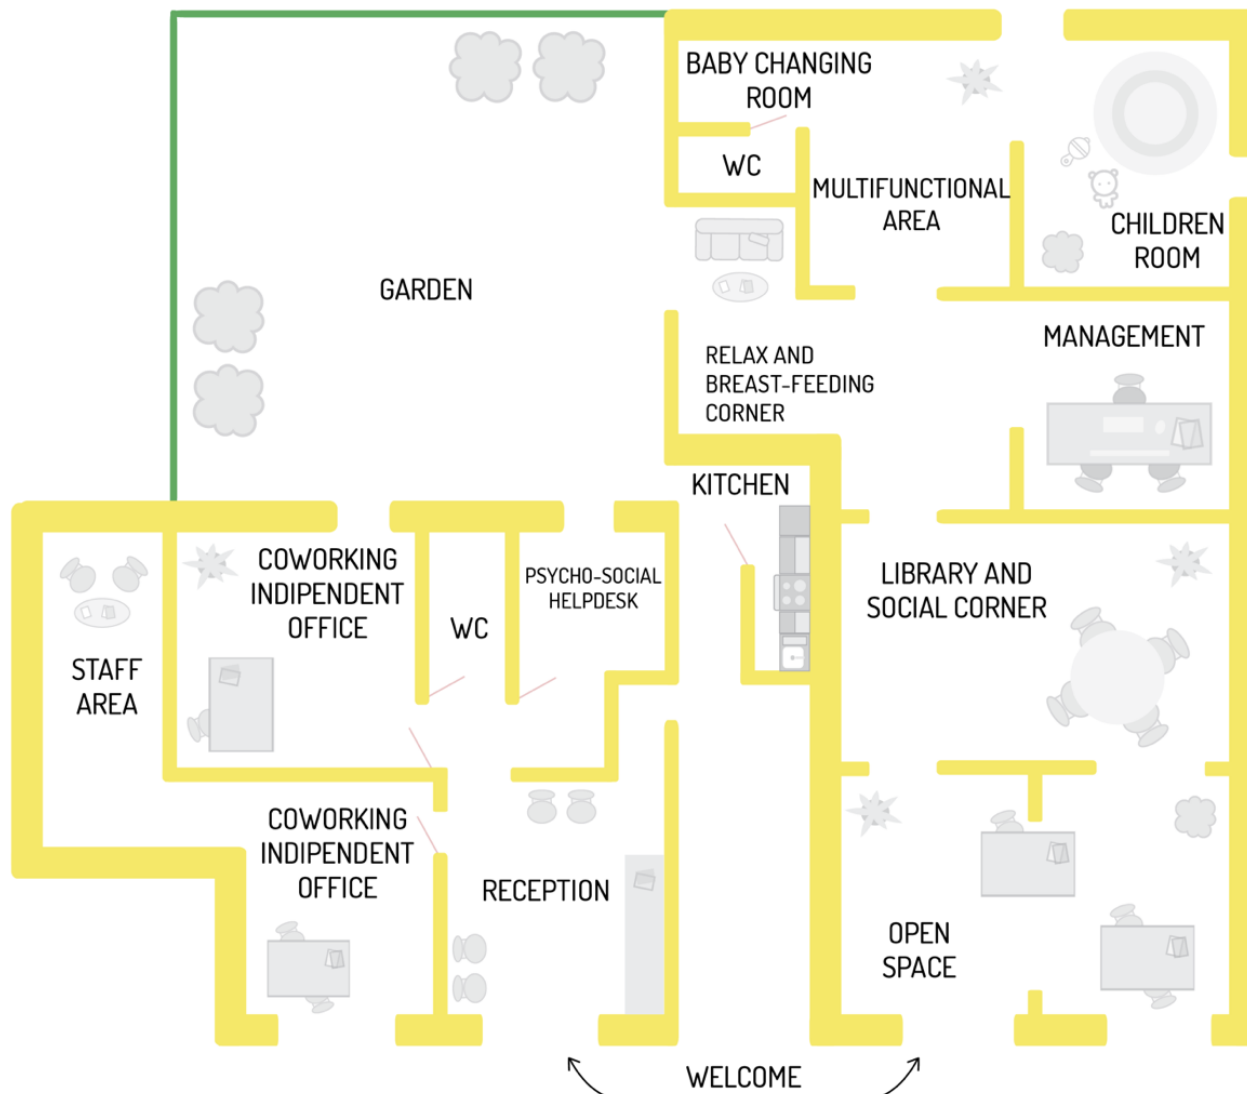 BABY CHANGING
ROOM
WC
MULTIFUNCTIONAL
AREA
CHILDREN
ROOM
GARDEN
RELAX AND
BREAST-FEEDING
CORNER
MANAGEMENT
KITCHEN
COWORKING
INDIPENDENT
OFFICE
WC
PSYCHO-SOCIAL
HELPDESK
LIBRARY AND
SOCIAL CORNER
STAFF
AREA
COWORKING
INDIPENDENT
OFFICE
RECEPTION
OPEN
SPACE
WELCOME